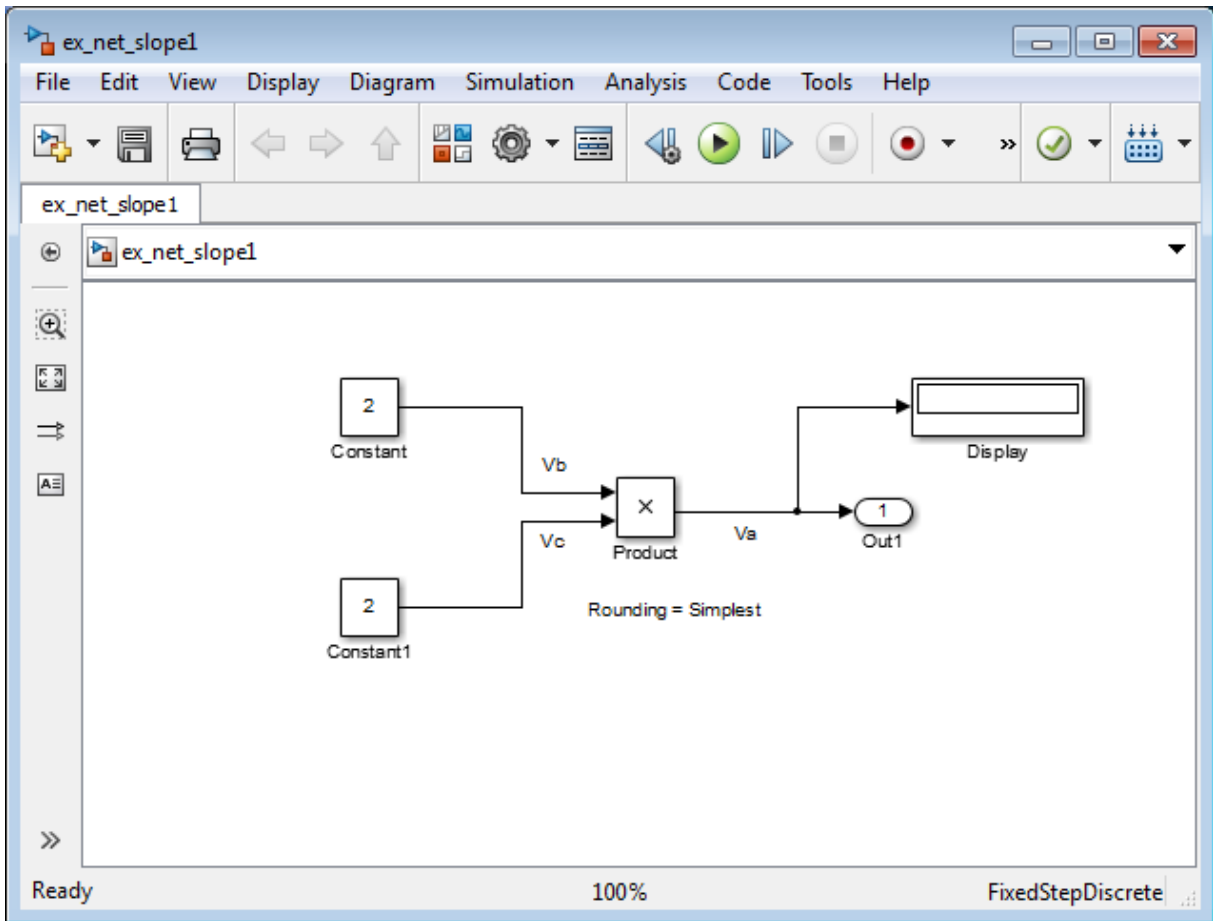 ex_net_slope1
File Edit View Display Diagram Simulation Analysis Code Tools Help
»
ex_net_slope1
ex_net_slope1
2
Constant
Vb
Display
×
Product
Va
1
Out1
Vc
2
Constant1
Rounding = Simplest
A
»
Ready 100% FixedStepDiscrete